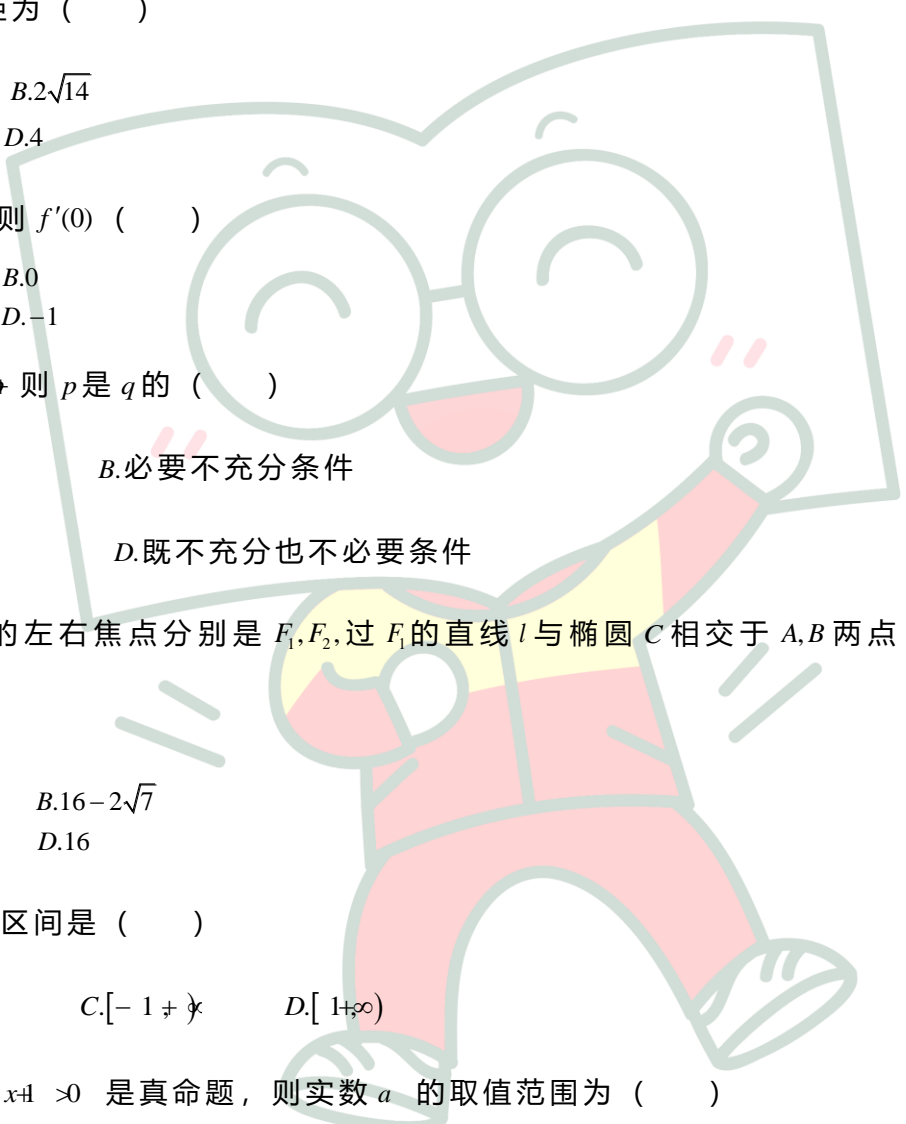 为（ ）
B.2√14
D.4
则 f′(0)（ ）
B.0
D.−1
则 p 是 q 的（ ）
B.必要不充分条件
D.既不充分也不必要条件
的左右焦点分别是 F₁,F₂,过 F₁的直线 l 与椭圆 C 相交于 A,B 两点
B.16−2√7
D.16
区间是（ ）
C.[−1,+∞) D.[1,+∞)
x+1>0 是真命题，则实数 a 的取值范围为（ ）